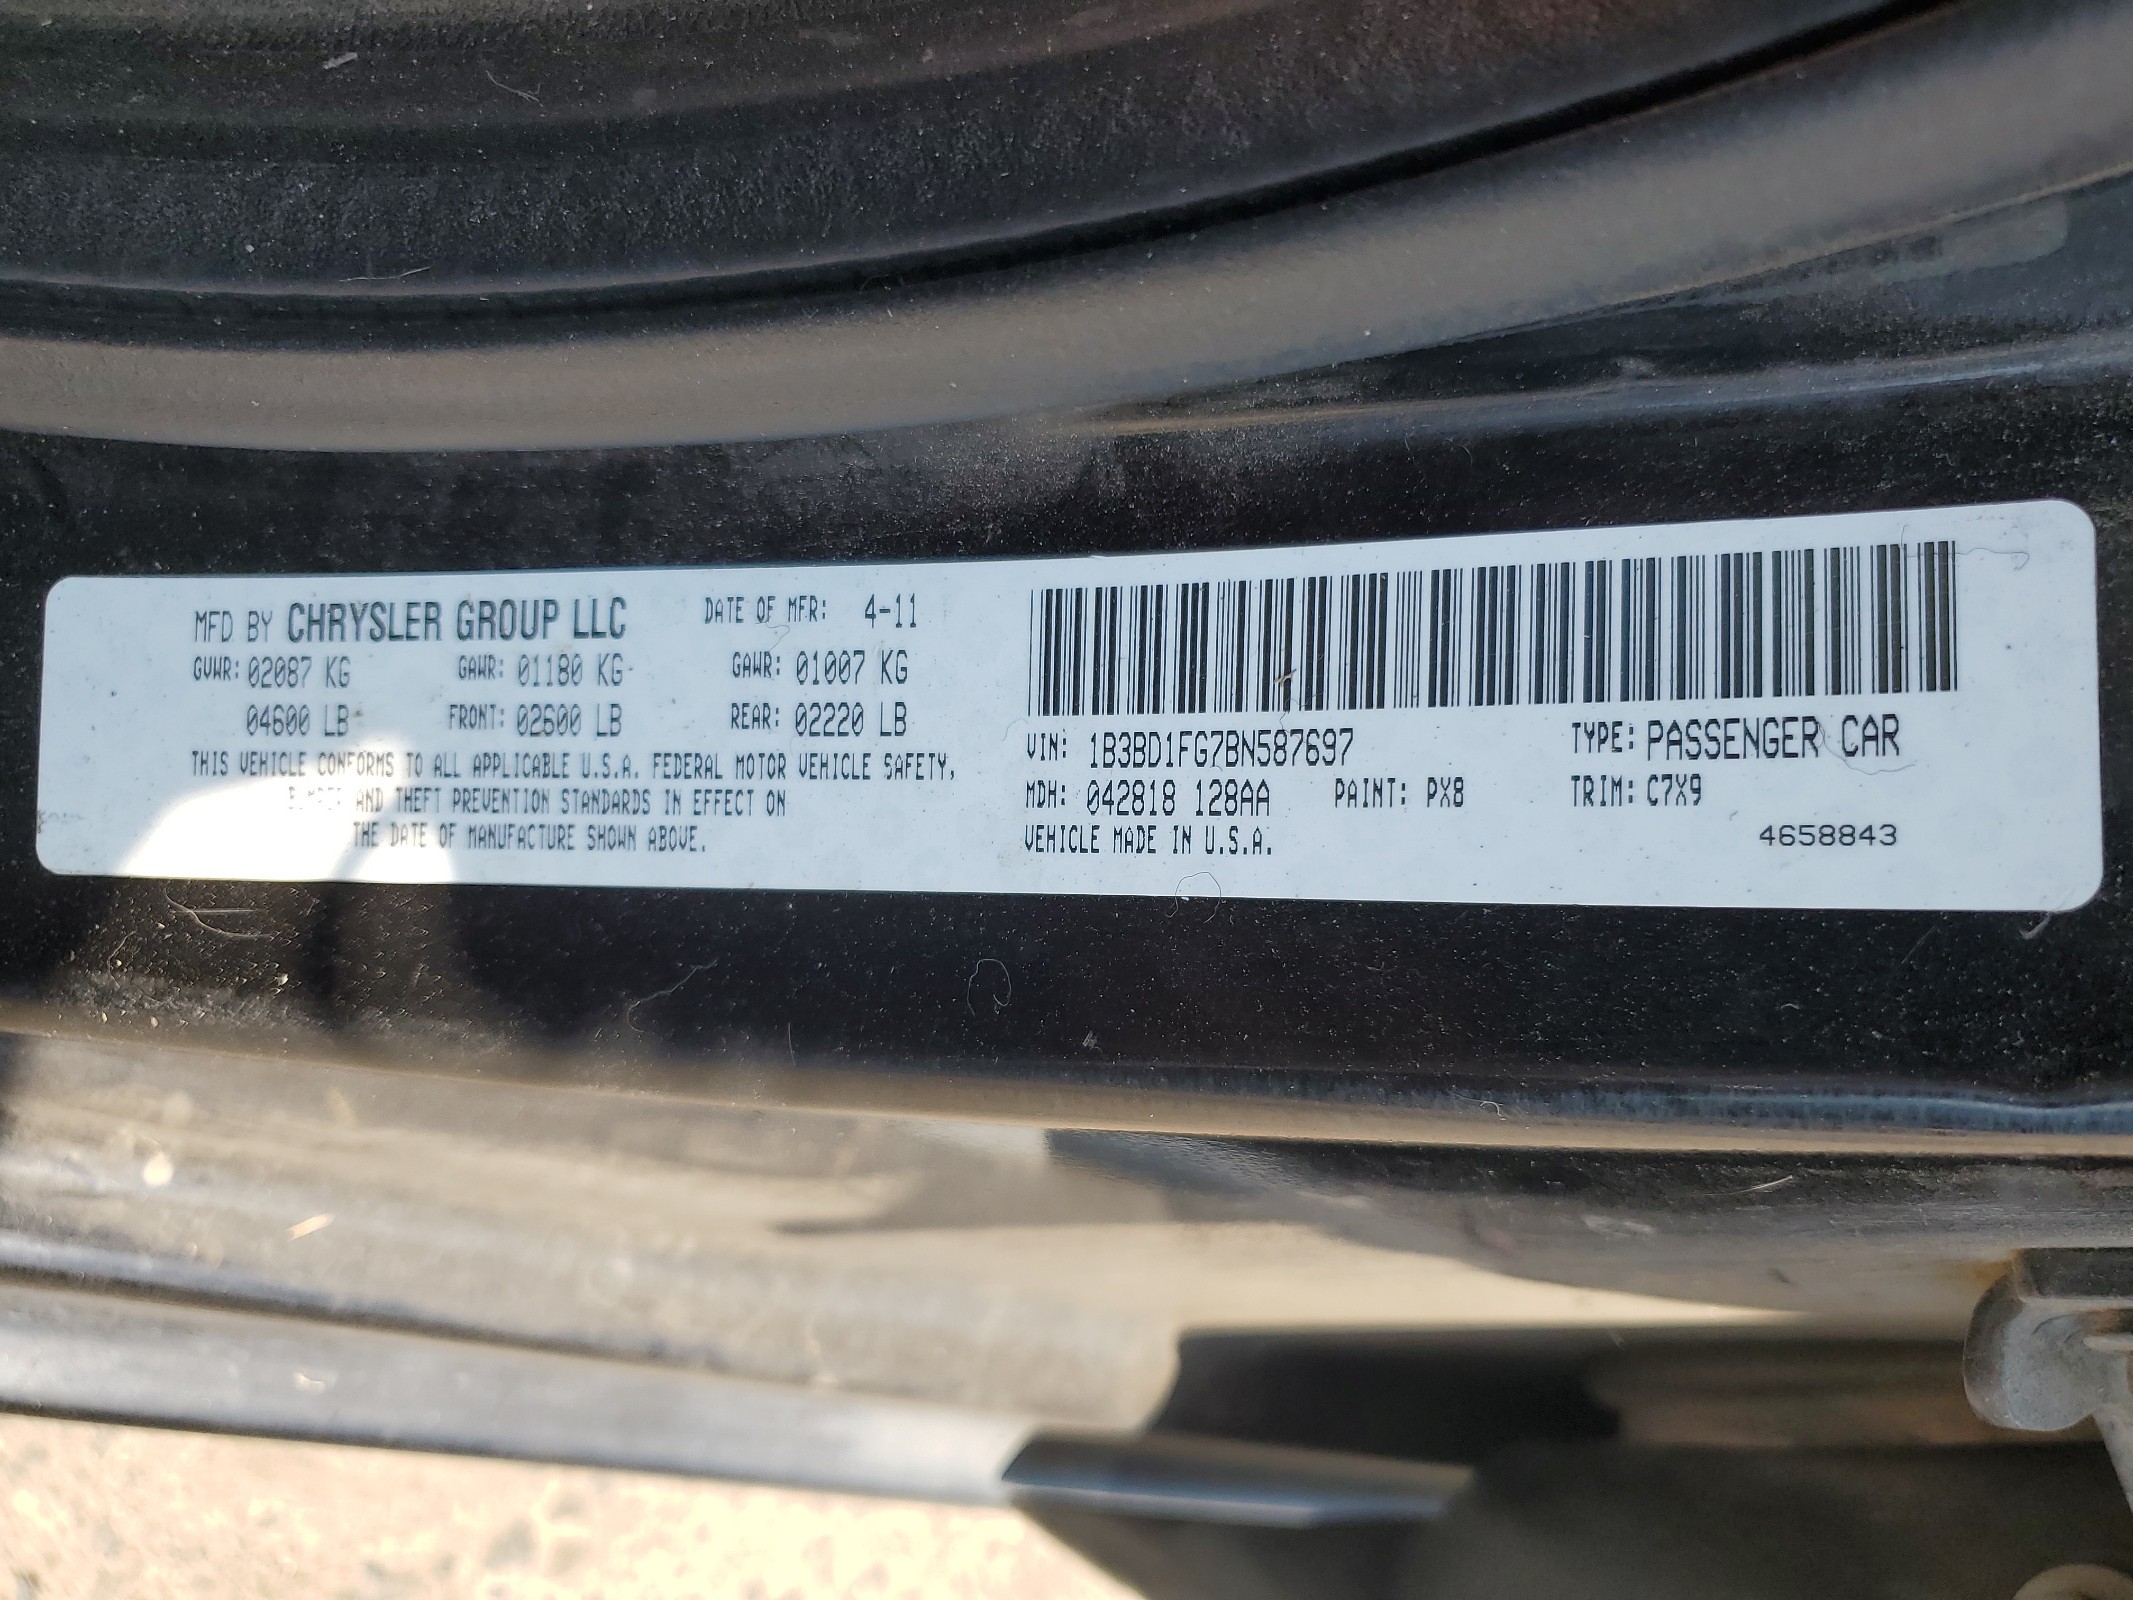 MFD BY CHRYSLER GROUP LLC DATE OF MFR: 4-11
GVWR: 02087 KG GAWR: 01180 KG GAWR: 01007 KG
04600 LB FRONT: 02600 LB REAR: 02220 LB
THIS VEHICLE CONFORMS TO ALL APPLICABLE U.S.A. FEDERAL MOTOR VEHICLE SAFETY,
BUMPER AND THEFT PREVENTION STANDARDS IN EFFECT ON
THE DATE OF MANUFACTURE SHOWN ABOVE.
VIN: 1B3BD1FG7BN587697 TYPE: PASSENGER CAR
MDH: 042818 128AA PAINT: PX8 TRIM: C7X9
VEHICLE MADE IN U.S.A.
4658843